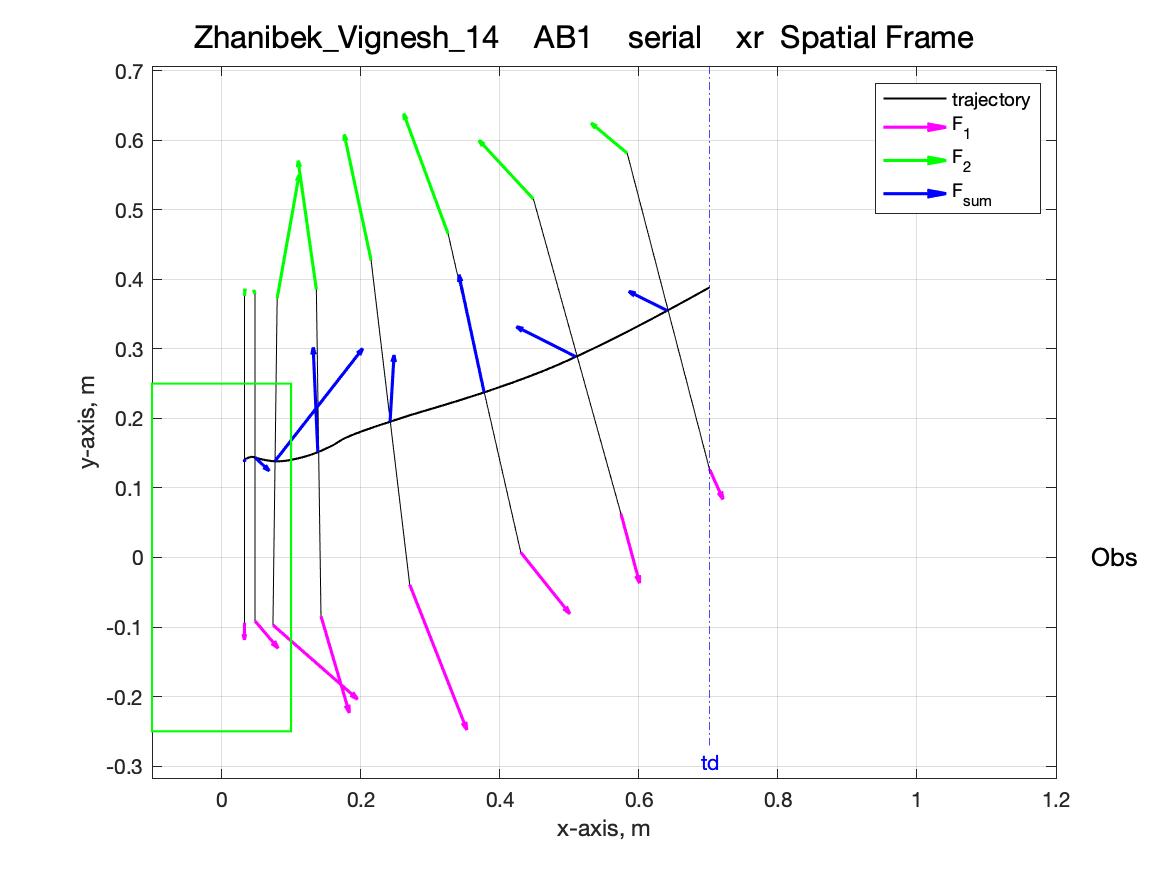 Zhanibek_Vignesh_14 AB1 serial xr Spatial Frame
0.7
0.6
0.5
0.4
0.3
0.2
0.1
0
-0.1
-0.2
-0.3
y-axis, m
trajectory
F1
F2
Fsum
td
Obs
0 0.2 0.4 0.6 0.8 1 1.2
x-axis, m